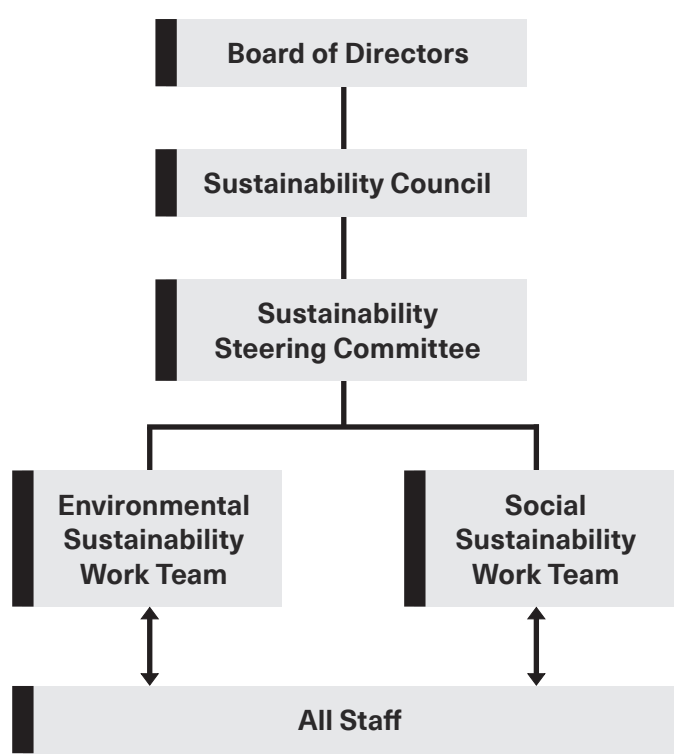 Board of Directors
Sustainability Council
Sustainability
Steering Committee
Environmental
Sustainability
Work Team
Social
Sustainability
Work Team
All Staff